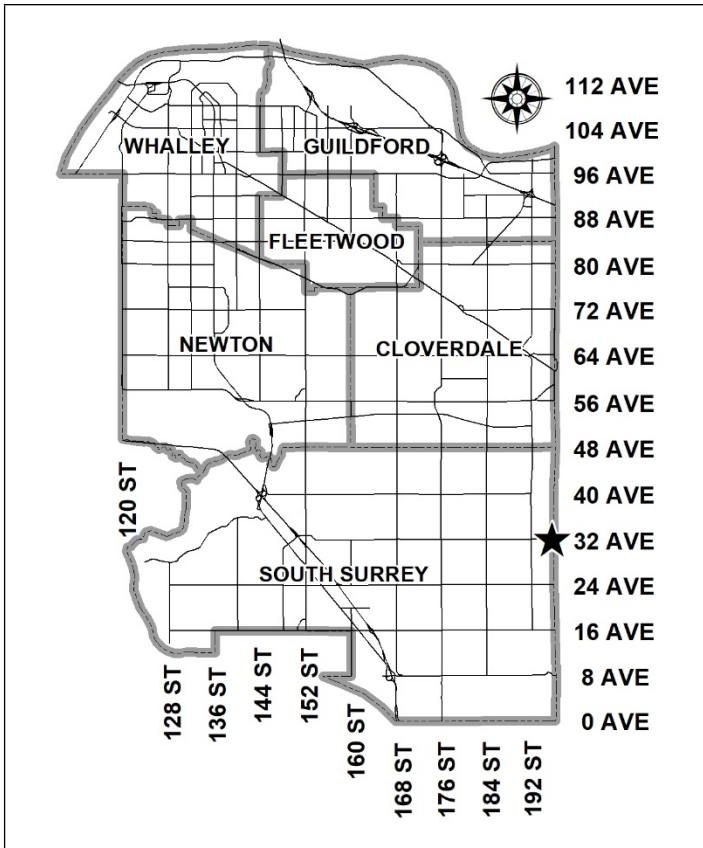 112 AVE
104 AVE
WHALLEY
GUILDFORD
96 AVE
88 AVE
FLEETWOOD
80 AVE
72 AVE
NEWTON
CLOVERDALE
64 AVE
56 AVE
48 AVE
120 ST
40 AVE
32 AVE
SOUTH SURREY
24 AVE
16 AVE
8 AVE
0 AVE
128 ST
136 ST
144 ST
152 ST
160 ST
168 ST
176 ST
184 ST
192 ST